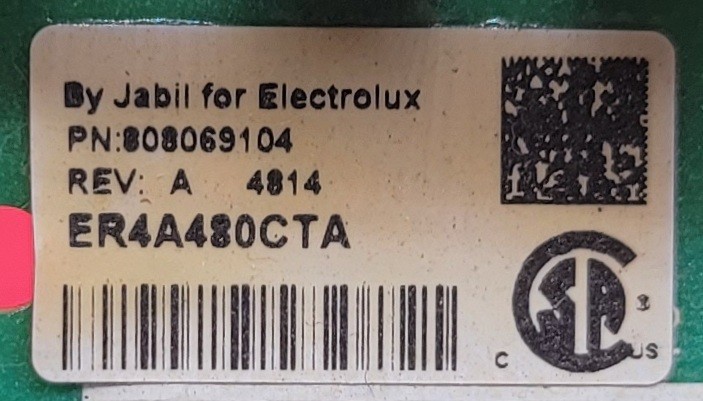 By Jabil for Electrolux
PN:808069104
REV: A 4814
ER4A480CTA
C US